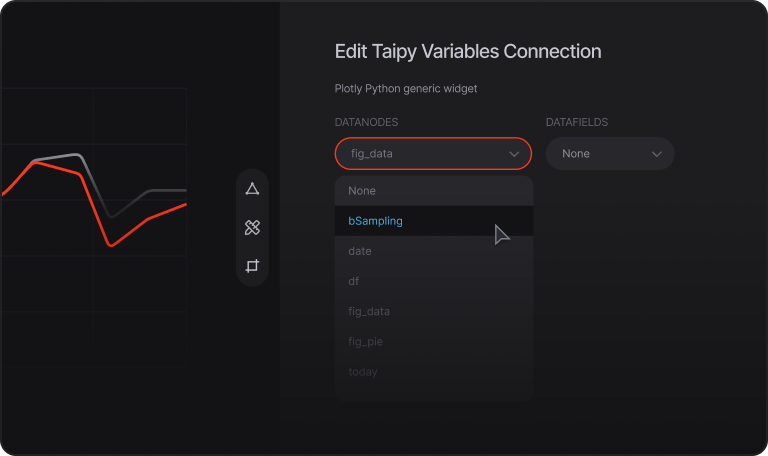 Edit Taipy Variables Connection
Plotly Python generic widget
DATANODES
DATAFIELDS
fig_data
None
None
bSampling
date
df
fig_data
fig_pie
today